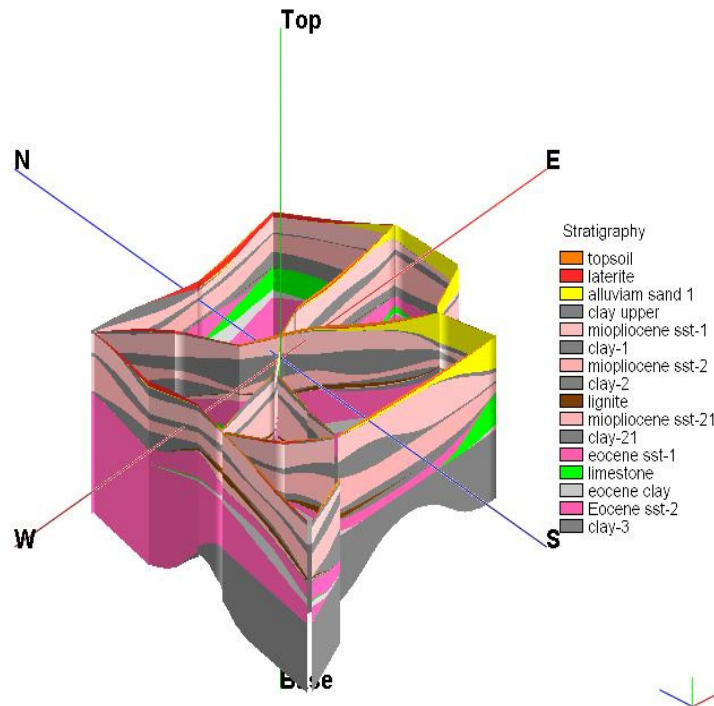 Top
N
E
Stratigraphy
topsoil
laterite
alluviam sand 1
clay upper
miopliocene sst-1
clay-1
miopliocene sst-2
clay-2
lignite
miopliocene sst-21
clay-21
eocene sst-1
limestone
eocene clay
Eocene sst-2
clay-3
W
S
Base